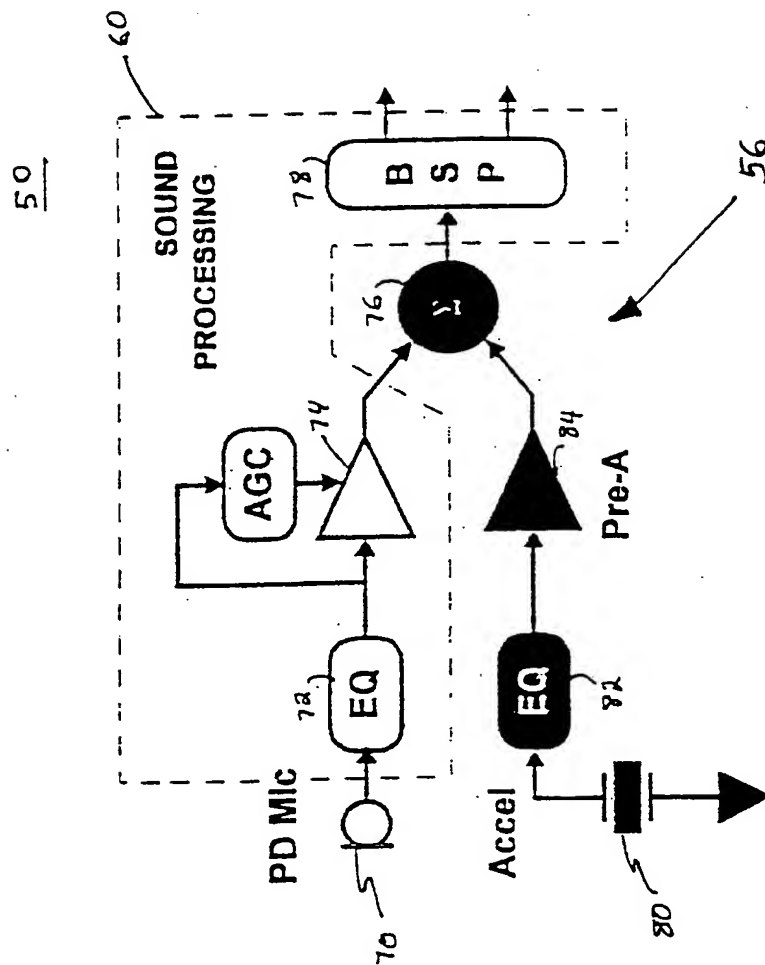 50
60
SOUND
PROCESSING
AGC
74
78
B
S
P
76
Σ
72
EQ
PD Mic
70
56
84
Pre-A
EQ
82
Accel
80